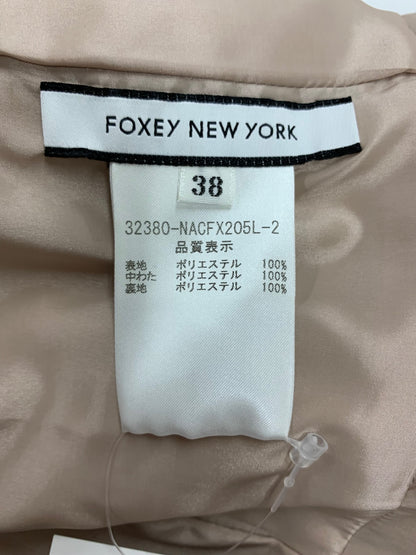 FOXEY NEW YORK
38
32380-NACFX205L-2
品質表示
表地 ポリエステル 100%
中わた ポリエステル 100%
裏地 ポリエステル 100%